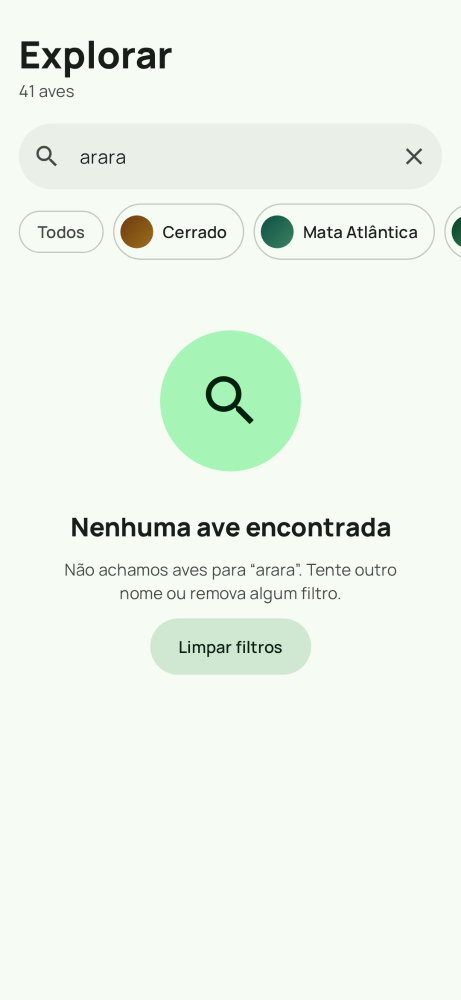 Explorar
41 aves
arara
Todos
Cerrado
Mata Atlântica
Nenhuma ave encontrada
Não achamos aves para “arara”. Tente outro
nome ou remova algum filtro.
Limpar filtros